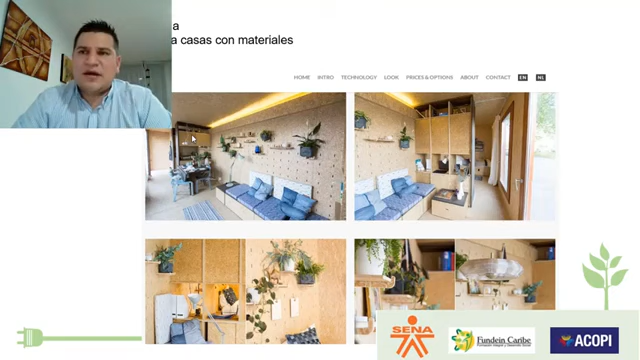 a
a casas con materiales
HOME INTRO TECHNOLOGY LOOK PRICES & OPTIONS ABOUT CONTACT EN NL
SENA
Fundein Caribe
ACOPI